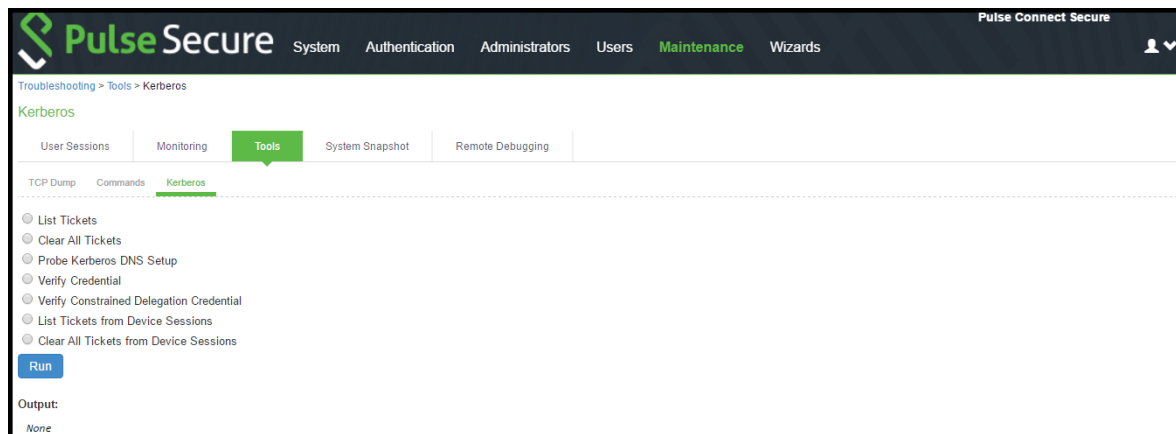 Pulse Connect Secure
Pulse Secure System Authentication Administrators Users Maintenance Wizards
Troubleshooting > Tools > Kerberos
Kerberos
User Sessions Monitoring Tools System Snapshot Remote Debugging
TCP Dump Commands Kerberos
List Tickets
Clear All Tickets
Probe Kerberos DNS Setup
Verify Credential
Verify Constrained Delegation Credential
List Tickets from Device Sessions
Clear All Tickets from Device Sessions
Run
Output:
None